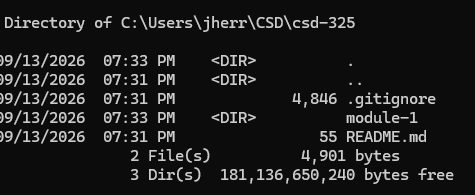 Directory of C:\Users\jherr\CSD\csd-325
09/13/2026  07:33 PM    <DIR>          .
09/13/2026  07:31 PM    <DIR>          ..
09/13/2026  07:31 PM             4,846 .gitignore
09/13/2026  07:33 PM    <DIR>          module-1
09/13/2026  07:31 PM                55 README.md
2 File(s)          4,901 bytes
3 Dir(s)  181,136,650,240 bytes free